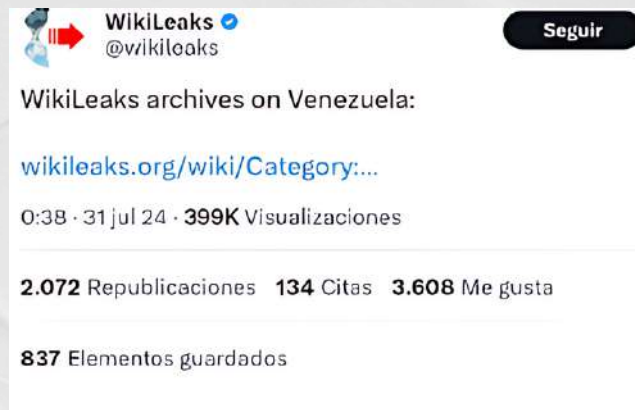 WikiLeaks
Seguir
@wikileaks
WikiLeaks archives on Venezuela:
wikileaks.org/wiki/Category:...
0:38 · 31 jul 24 · 399K Visualizaciones
2.072 Republicaciones 134 Citas 3.608 Me gusta
837 Elementos guardados